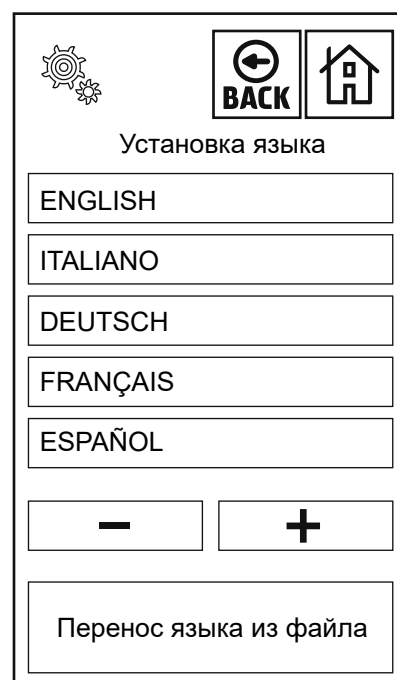 BACK
Установка языка
ENGLISH
ITALIANO
DEUTSCH
FRANÇAIS
ESPAÑOL
− +
Перенос языка из файла